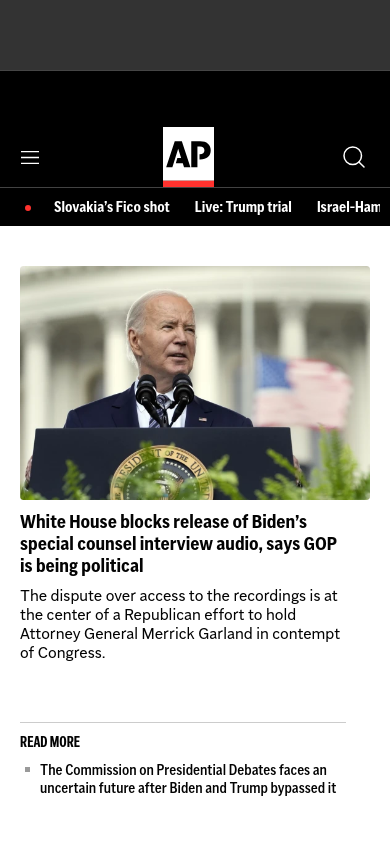 AP
Slovakia's Fico shot Live: Trump trial Israel-Ham
White House blocks release of Biden's
special counsel interview audio, says GOP
is being political
The dispute over access to the recordings is at
the center of a Republican effort to hold
Attorney General Merrick Garland in contempt
of Congress.
READ MORE
The Commission on Presidential Debates faces an
uncertain future after Biden and Trump bypassed it